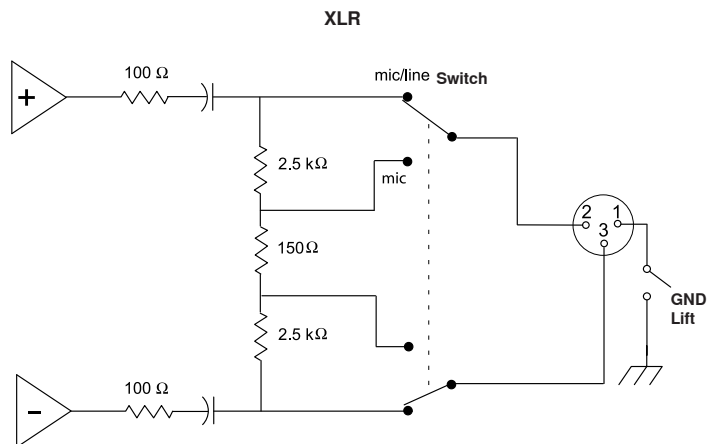 XLR
100 Ω
mic/line Switch
+
2.5 kΩ
mic
2 1
3
150Ω
GND
Lift
2.5 kΩ
100 Ω
-